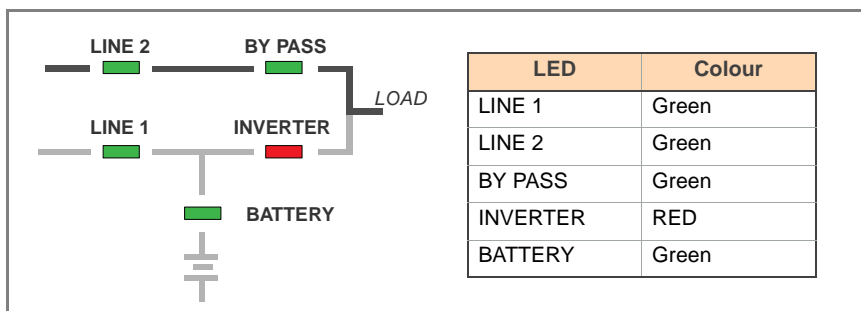 LINE 2 BY PASS
LOAD
LINE 1 INVERTER
BATTERY
LED Colour
LINE 1 Green
LINE 2 Green
BY PASS Green
INVERTER RED
BATTERY Green